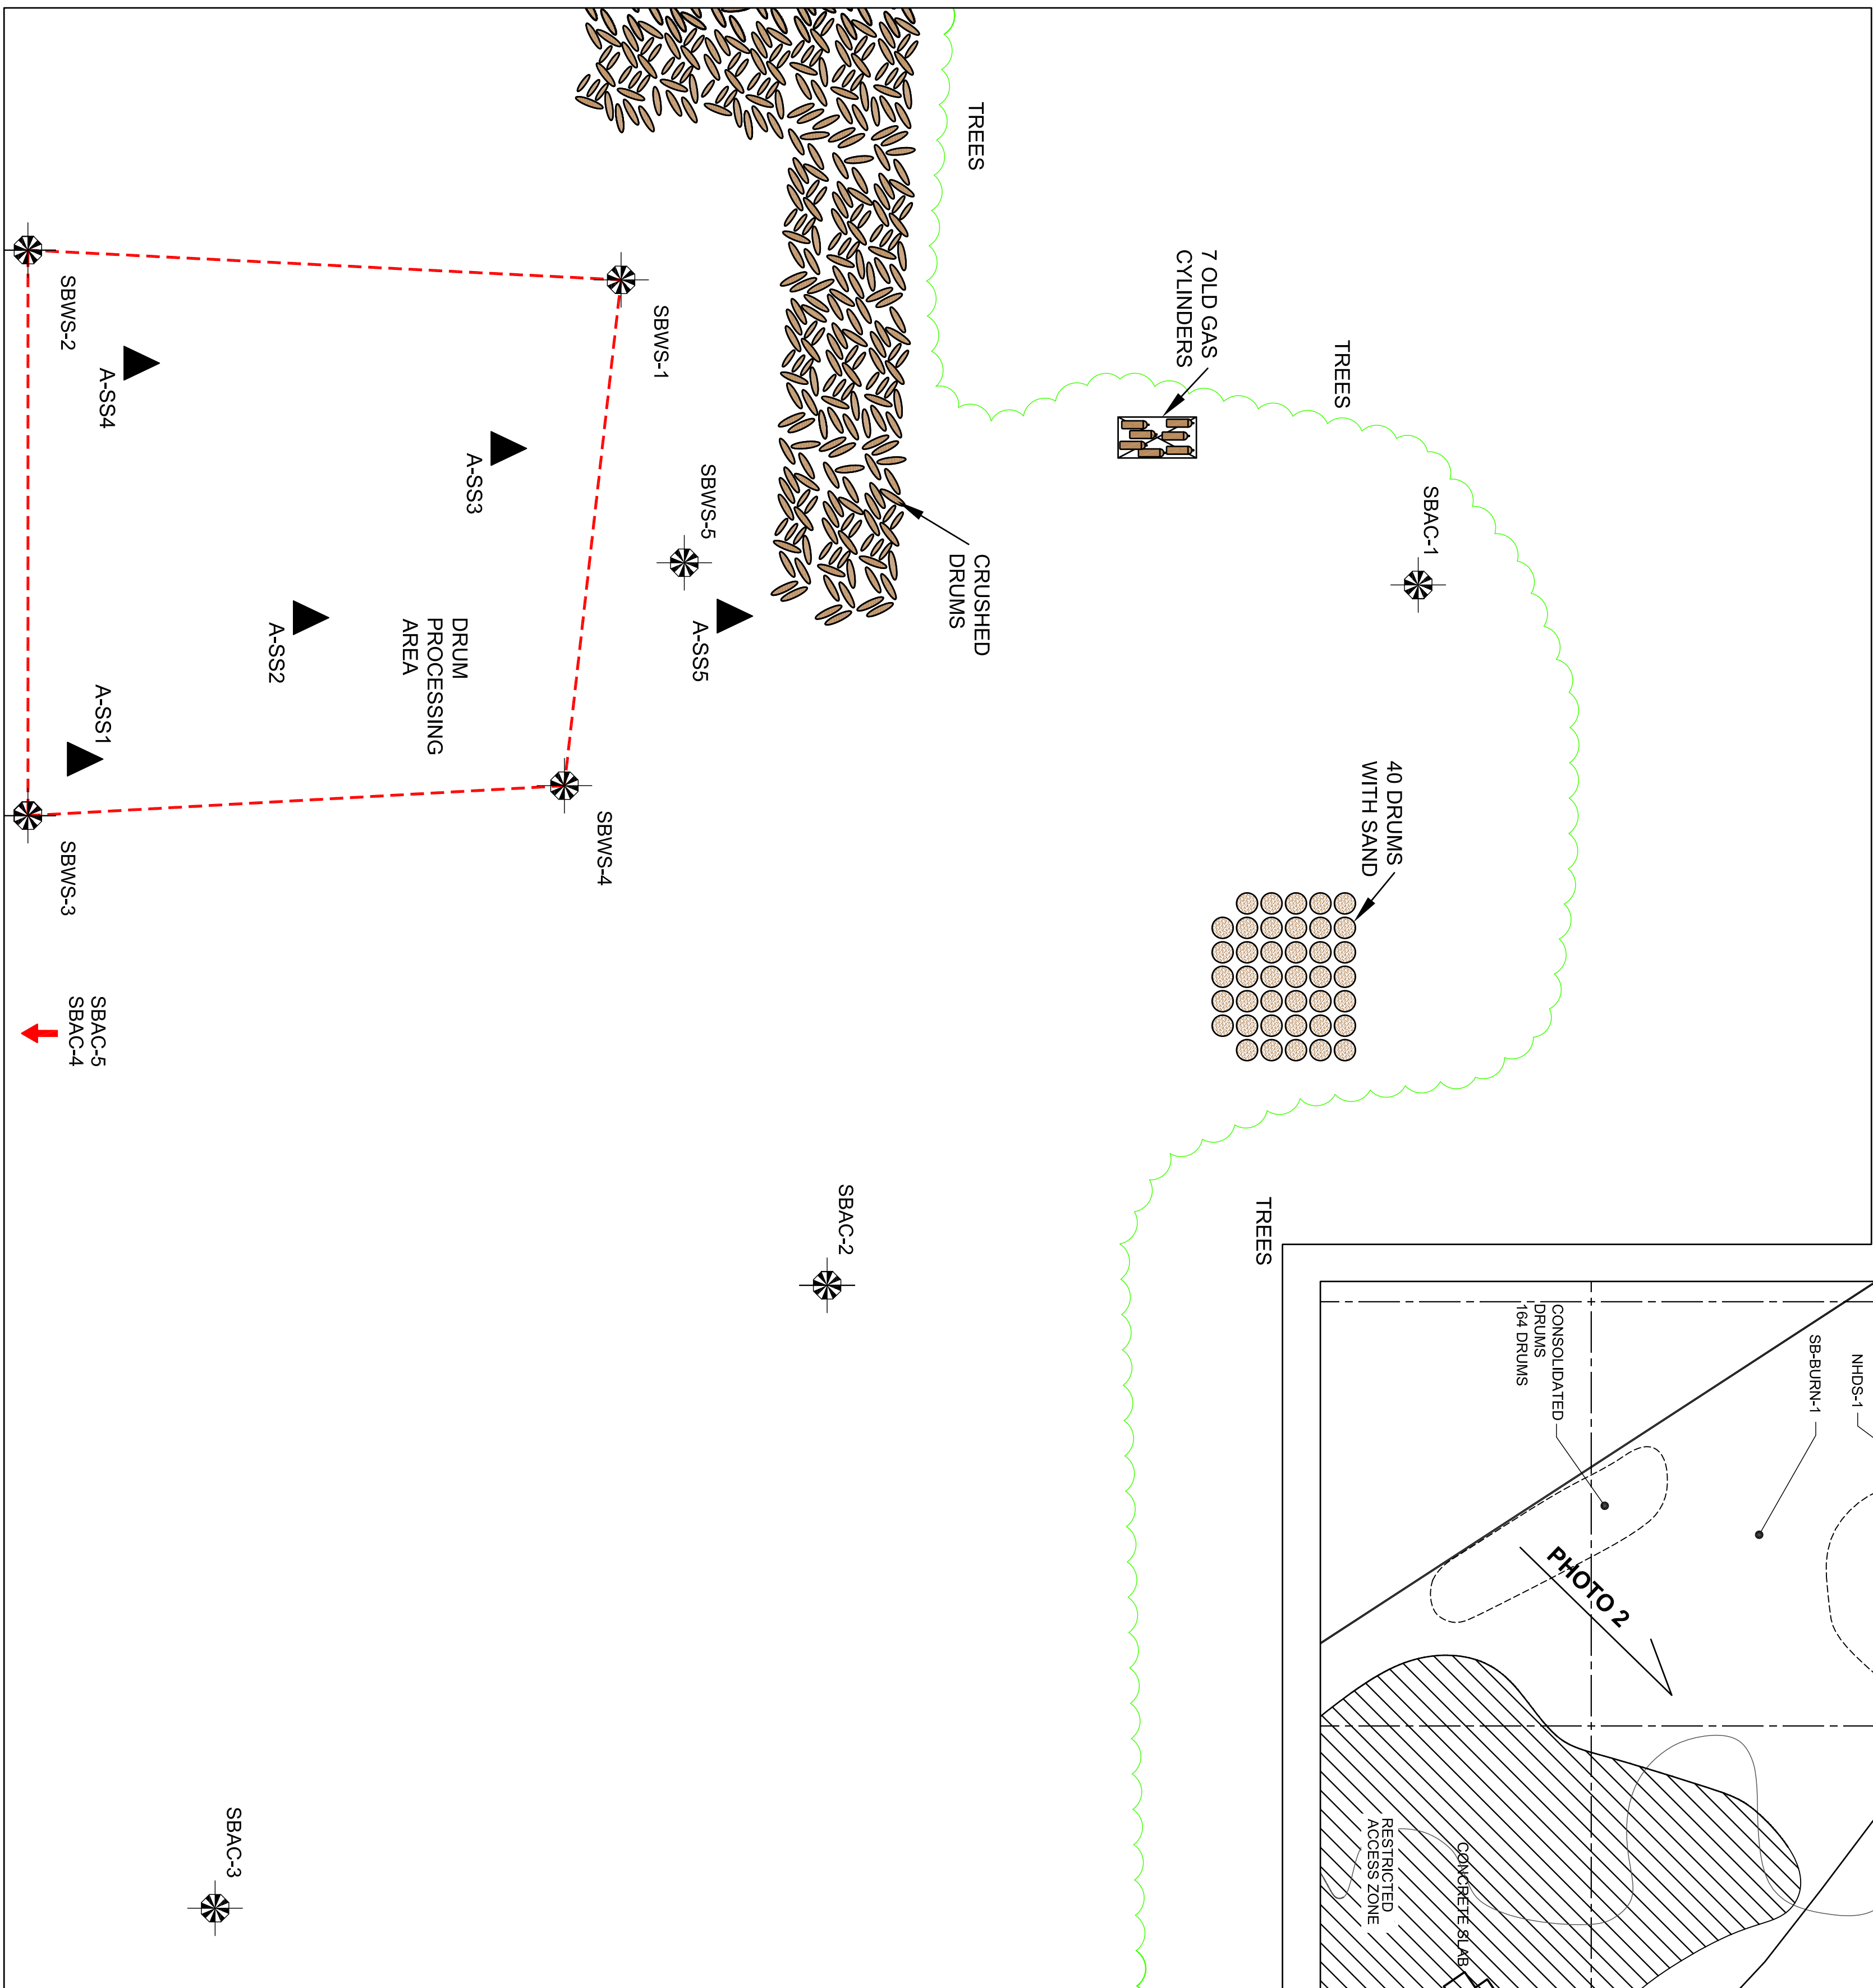 TREES
7 OLD GAS
CYLINDERS
TREES
SBAC-1
SBWS-1
SBWS-2
A-SS4
A-SS3
SBWS-5
CRUSHED
DRUMS
A-SS5
DRUM
PROCESSING
AREA
A-SS2
A-SS1
40 DRUMS
WITH SAND
SBWS-4
SBWS-3
SBAC-5
SBAC-4
SBAC-2
TREES
SBAC-3
NHDS-1
SB-BURN-1
CONSOLIDATED
DRUMS
164 DRUMS
PHOTO 2
RESTRICTED
ACCESS ZONE
CONCRETE SLAB